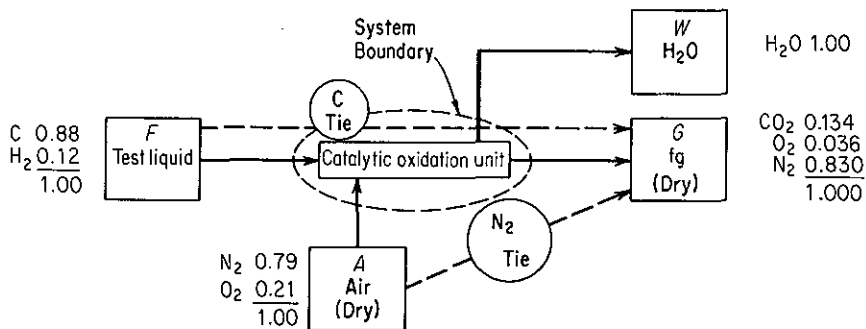 System
Boundary
W
H₂O
H₂O 1.00
C
Tie
C 0.88
H₂ 0.12
1.00
F
Test liquid
Catalytic oxidation unit
G
fg
(Dry)
CO₂ 0.134
O₂ 0.036
N₂ 0.830
1.000
N₂
Tie
N₂ 0.79
O₂ 0.21
1.00
A
Air
(Dry)